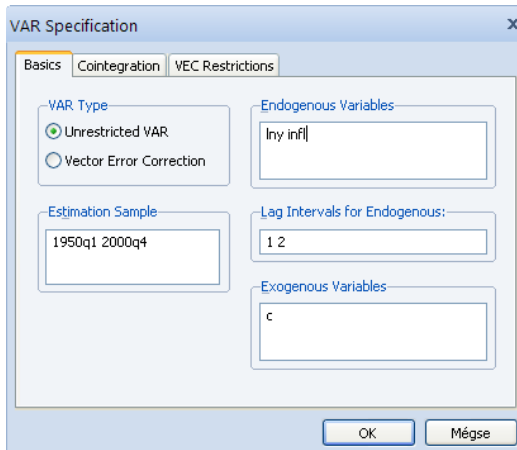 VAR Specification x
Basics Cointegration VEC Restrictions
VAR Type
Unrestricted VAR
Vector Error Correction
Endogenous Variables
lny infl
Estimation Sample
1950q1 2000q4
Lag Intervals for Endogenous:
1 2
Exogenous Variables
c
OK Mégse